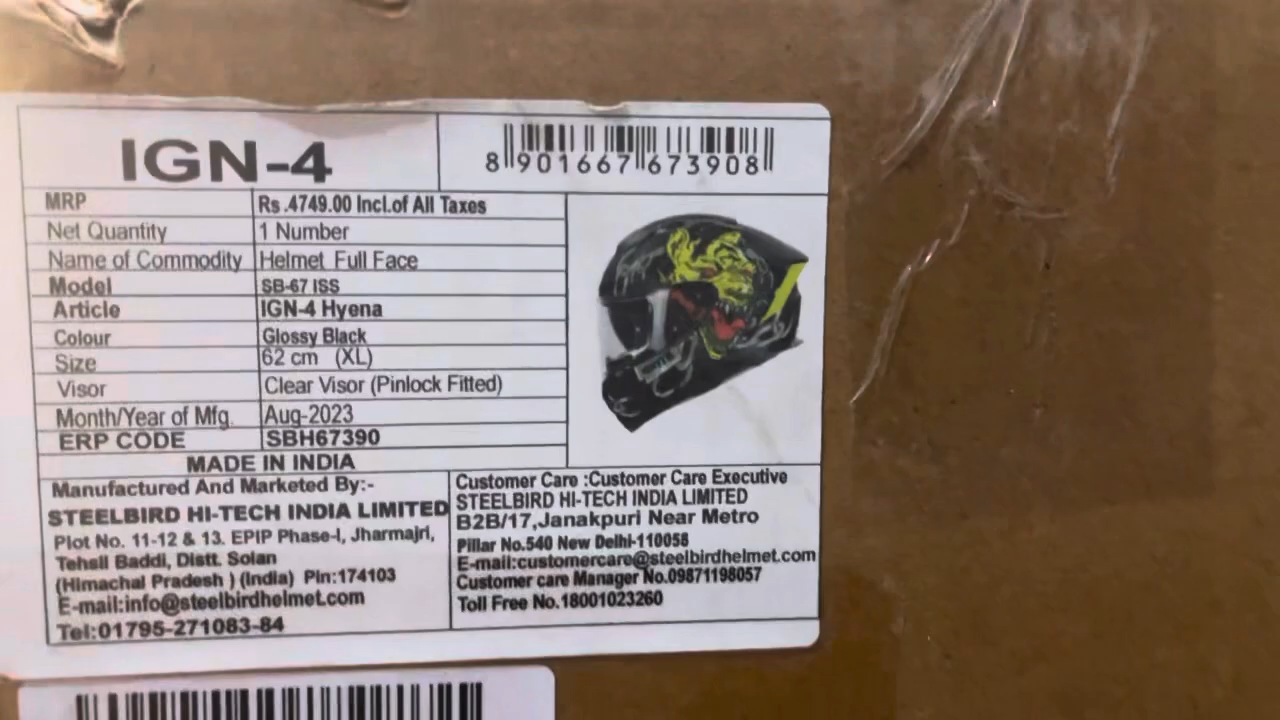 IGN-4
8 901667 673908
MRP Rs.4749.00 Incl.of All Taxes
Net Quantity 1 Number
Name of Commodity Helmet Full Face
Model SB-67 ISS
Article IGN-4 Hyena
Colour Glossy Black
Size 62 cm (XL)
Visor Clear Visor (Pinlock Fitted)
Month/Year of Mfg. Aug-2023
ERP CODE SBH67390
MADE IN INDIA
Manufactured And Marketed By:-
STEELBIRD HI-TECH INDIA LIMITED
Plot No. 11-12 & 13. EPIP Phase-I, Jharmajri,
Tehsil Baddi, Distt. Solan
(Himachal Pradesh ) (India) Pin:174103
E-mail:info@steelbirdhelmet.com
Tel:01795-271083-84
Customer Care :Customer Care Executive
STEELBIRD HI-TECH INDIA LIMITED
B2B/17,Janakpuri Near Metro
Pillar No.540 New Delhi-110058
E-mail:customercare@steelbirdhelmet.com
Customer care Manager No.09871198057
Toll Free No.18001023260